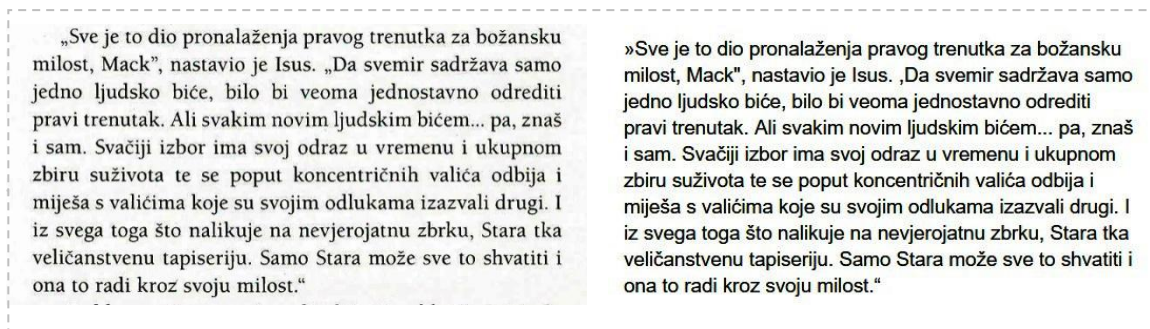 „Sve je to dio pronalaženja pravog trenutka za božansku
milost, Mack”, nastavio je Isus. „Da svemir sadržava samo
jedno ljudsko biće, bilo bi veoma jednostavno odrediti
pravi trenutak. Ali svakim novim ljudskim bićem... pa, znaš
i sam. Svačiji izbor ima svoj odraz u vremenu i ukupnom
zbiru suživota te se poput koncentričnih valića odbija i
miješa s valićima koje su svojim odlukama izazvali drugi. I
iz svega toga što nalikuje na nevjerojatnu zbrku, Stara tka
veličanstvenu tapiseriju. Samo Stara može sve to shvatiti i
ona to radi kroz svoju milost.“
»Sve je to dio pronalaženja pravog trenutka za božansku
milost, Mack", nastavio je Isus. ‚Da svemir sadržava samo
jedno ljudsko biće, bilo bi veoma jednostavno odrediti
pravi trenutak. Ali svakim novim ljudskim bićem... pa, znaš
i sam. Svačiji izbor ima svoj odraz u vremenu i ukupnom
zbiru suživota te se poput koncentričnih valića odbija i
miješa s valićima koje su svojim odlukama izazvali drugi. I
iz svega toga što nalikuje na nevjerojatnu zbrku, Stara tka
veličanstvenu tapiseriju. Samo Stara može sve to shvatiti i
ona to radi kroz svoju milost.“